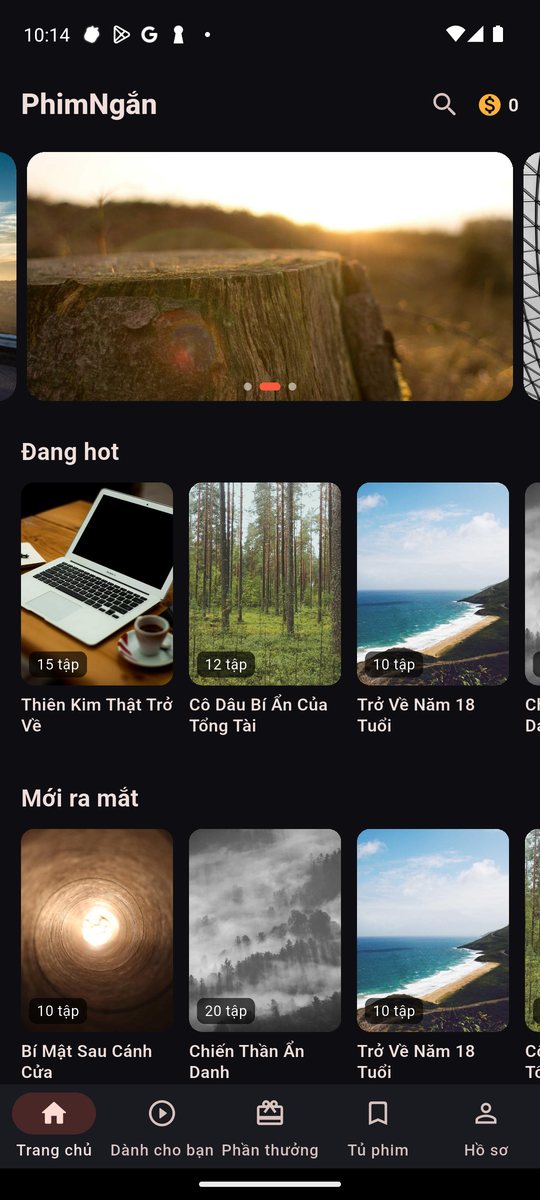 10:14
PhimNgắn
0
Đang hot
15 tập
12 tập
10 tập
Thiên Kim Thật Trở
Về
Cô Dâu Bí Ẩn Của
Tổng Tài
Trở Về Năm 18
Tuổi
Mới ra mắt
10 tập
20 tập
10 tập
Bí Mật Sau Cánh
Cửa
Chiến Thần Ẩn
Danh
Trở Về Năm 18
Tuổi
Trang chủ
Dành cho bạn
Phần thưởng
Tủ phim
Hồ sơ